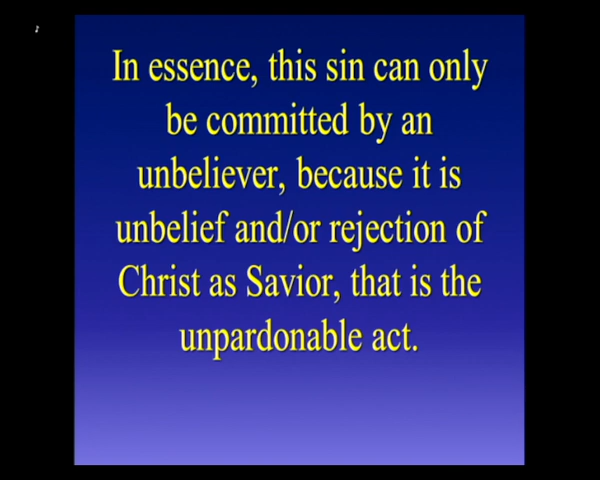 In essence, this sin can only
be committed by an
unbeliever, because it is
unbelief and/or rejection of
Christ as Savior, that is the
unpardonable act.